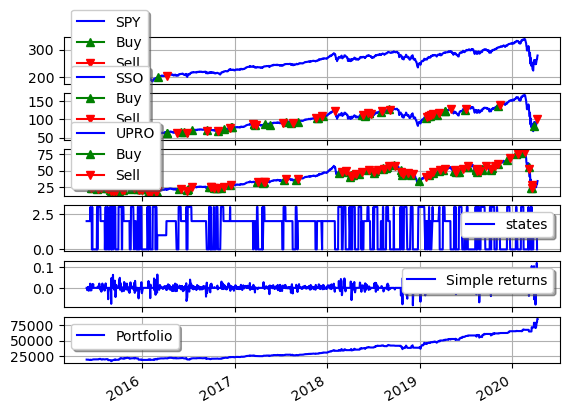 SPY
Buy
Sell
300
200
SSO
Buy
Sell
150
100
50
UPRO
Buy
Sell
75
50
25
2.5
0.0
states
0.1
0.0
Simple returns
75000
50000
25000
Portfolio
2016 2017 2018 2019 2020